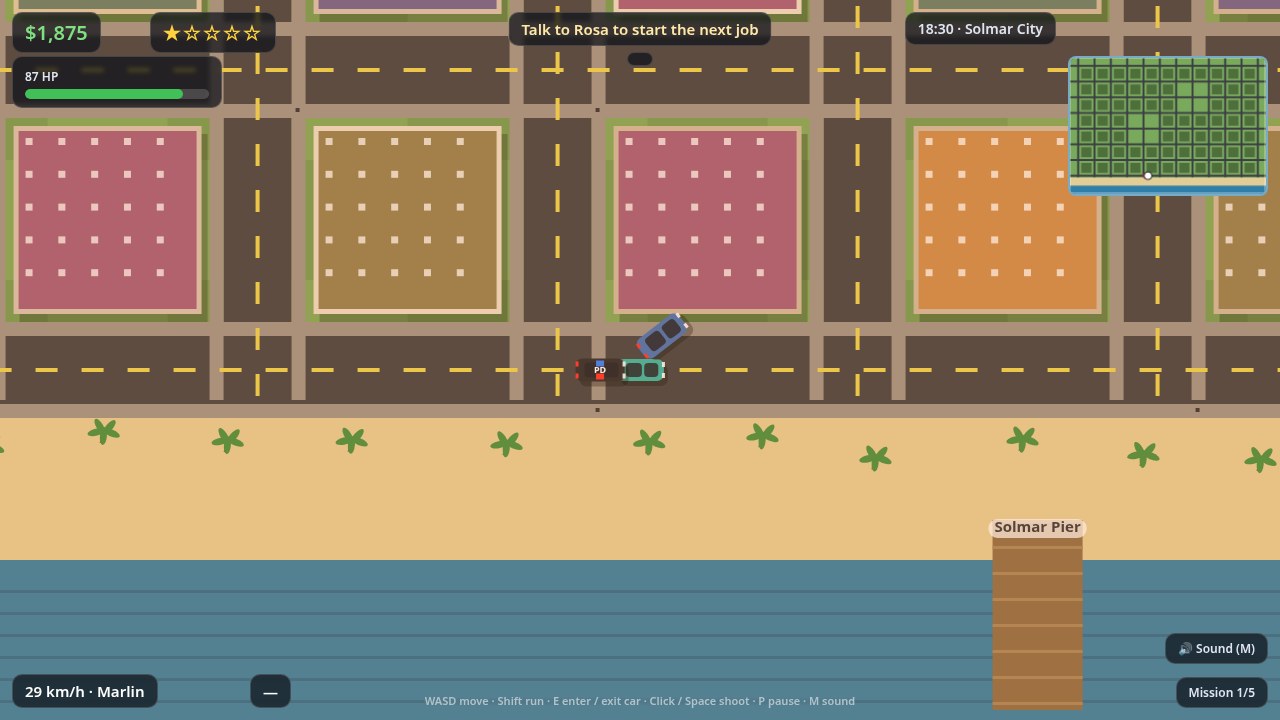 $1,875
★☆☆☆☆
Talk to Rosa to start the next job
18:30 · Solmar City
87 HP
PD
Solmar Pier
🔊 Sound (M)
29 km/h · Marlin
—
WASD move · Shift run · E enter / exit car · Click / Space shoot · P pause · M sound
Mission 1/5